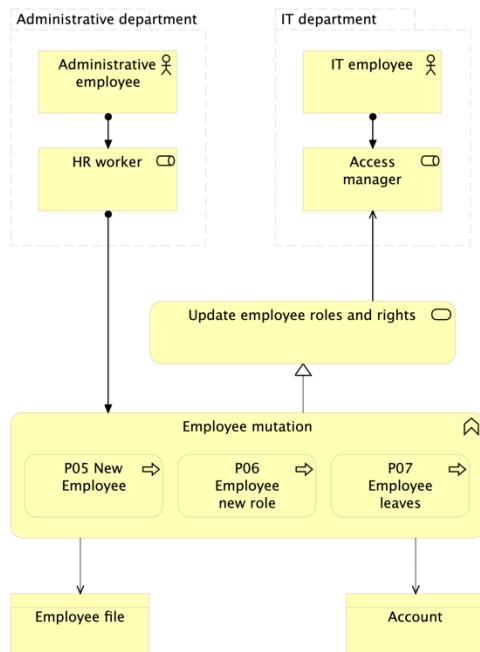 Administrative department
IT department
Administrative
employee
IT employee
HR worker
Access
manager
Update employee roles and rights
Employee mutation
P05 New
Employee
P06
Employee
new role
P07
Employee
leaves
Employee file
Account